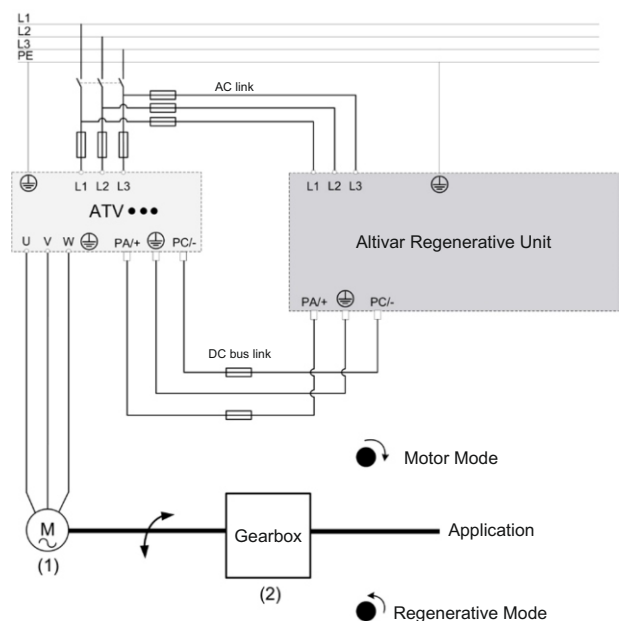 L1
L2
L3
PE
AC link
L1 L2 L3
L1 L2 L3
ATV •••
Altivar Regenerative Unit
U V W PA/+ PC/-
PA/+ PC/-
DC bus link
Motor Mode
M
Gearbox
Application
(1)
(2)
Regenerative Mode